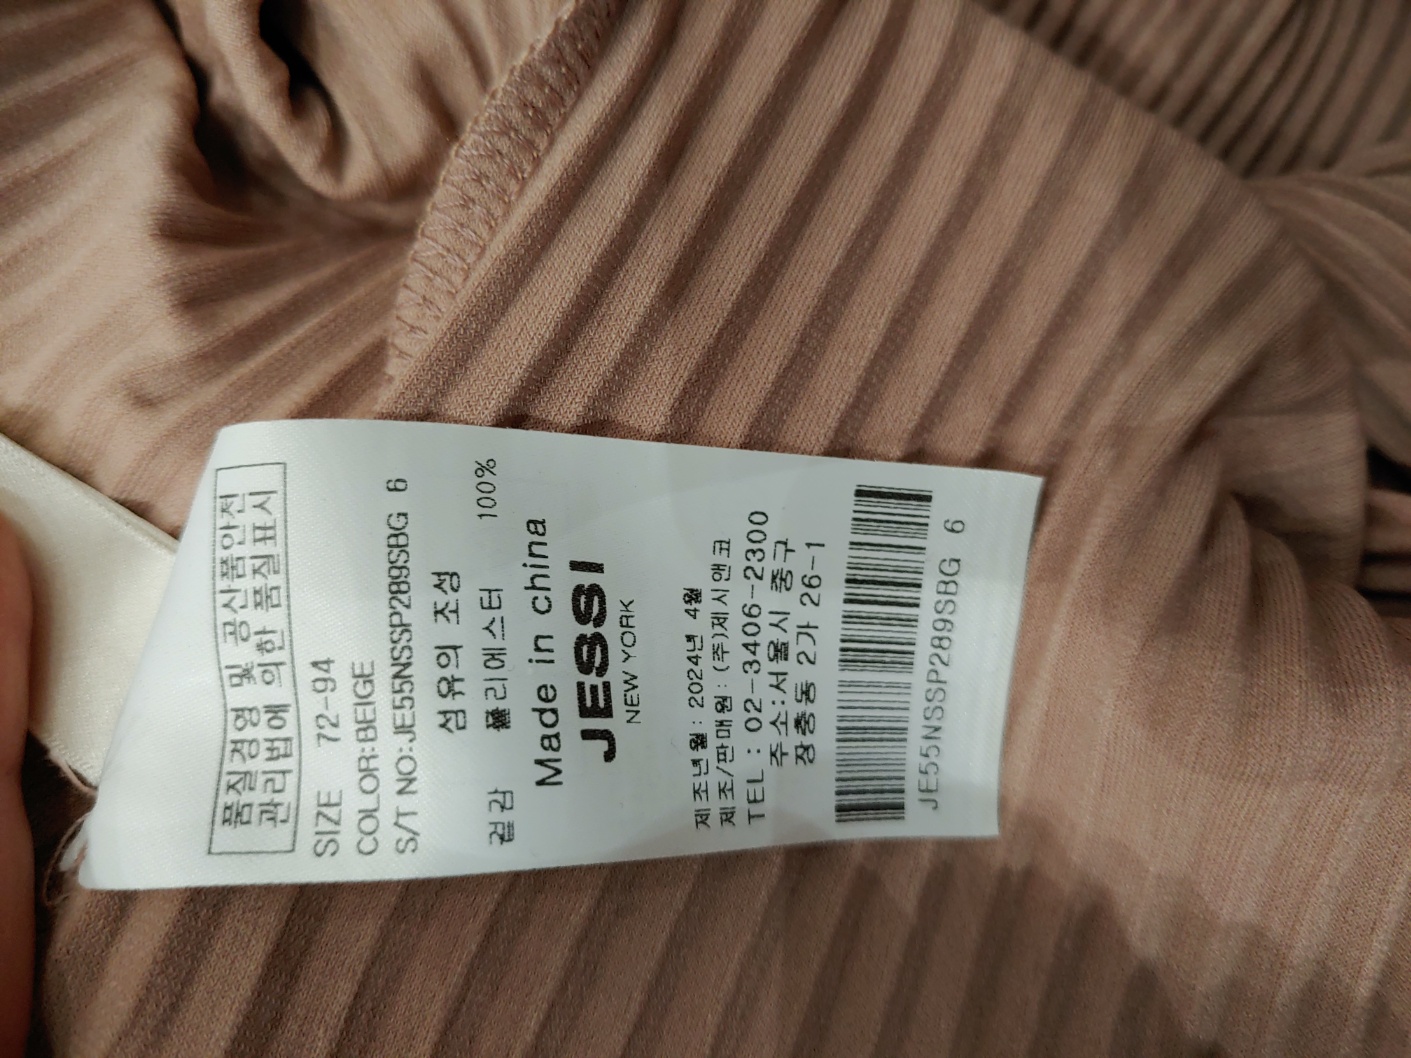 품질경영 및 공산품안전
관리법에 의한 품질표시
SIZE 72-94
COLOR:BEIGE
S/T NO:JE55NSSP289SBG 6
섬유의 조성
겉감 폴리에스터 100%
Made in china
JESSI
NEW YORK
제조년월: 2024년 4월
제조/판매원: (주)제시앤코
TEL : 02-3406-2300
주소:서울시 중구
장충동 2가 26-1
JE55NSSP289SBG 6